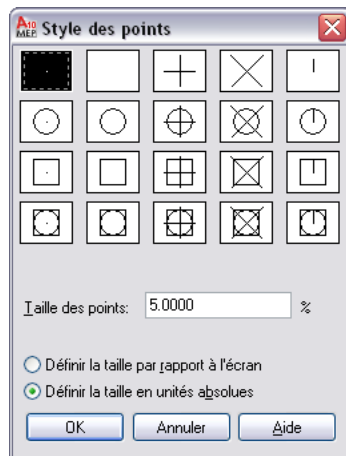 A10
MEP
Style des points
Taille des points: 5.0000 %
Définir la taille par rapport à l'écran
Définir la taille en unités absolues
OK Annuler Aide